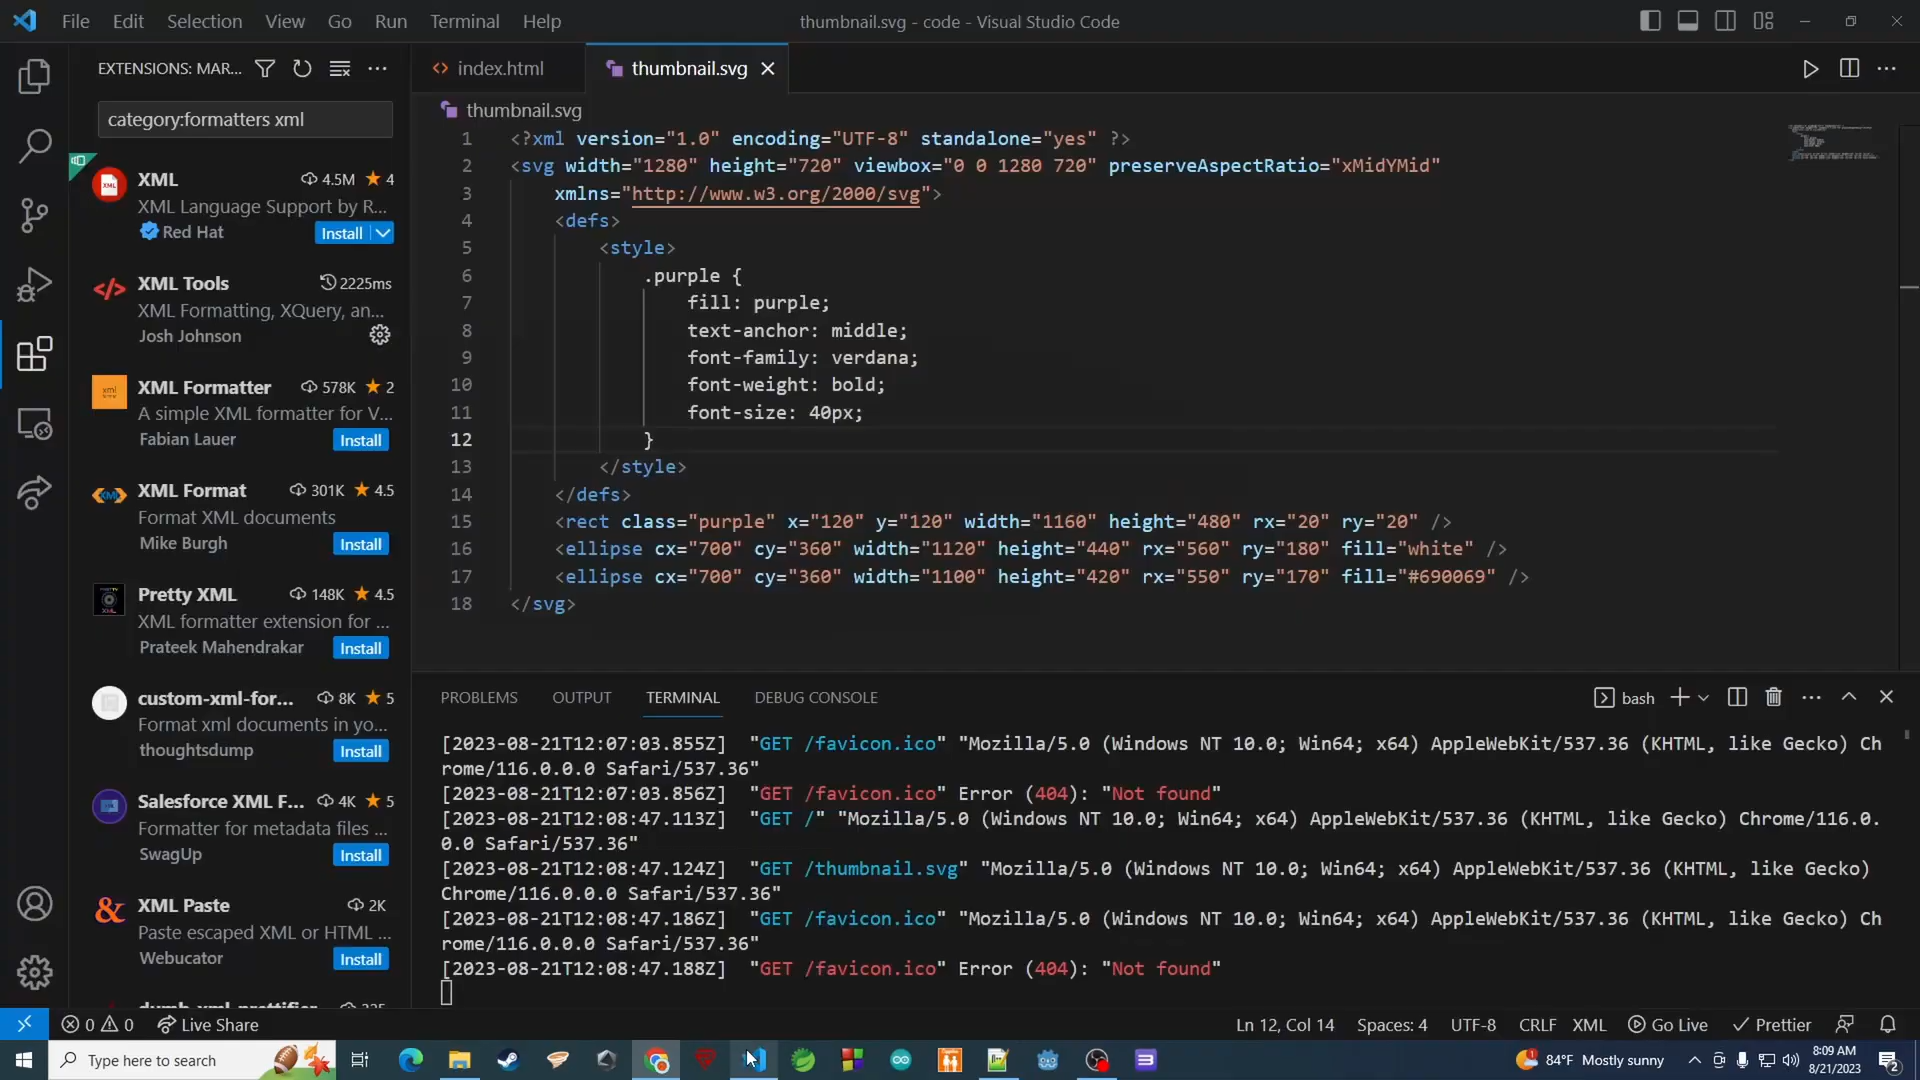 File Edit Selection View Go Run Terminal Help
thumbnail.svg - code - Visual Studio Code
EXTENSIONS: MAR...
category:formatters xml
XML 4.5M 4
XML Language Support by R...
Red Hat Install
XML Tools 2225ms
XML Formatting, XQuery, an...
Josh Johnson
XML Formatter 578K 2
A simple XML formatter for V...
Fabian Lauer Install
XML Format 301K 4.5
Format XML documents
Mike Burgh Install
Pretty XML 148K 4.5
XML formatter extension for ...
Prateek Mahendrakar Install
custom-xml-for... 8K 5
Format xml documents in yo...
thoughtsdump Install
Salesforce XML F... 4K 5
Formatter for metadata files ...
SwagUp Install
XML Paste 2K
Paste escaped XML or HTML ...
Webucator Install
index.html
thumbnail.svg
thumbnail.svg
1 <?xml version="1.0" encoding="UTF-8" standalone="yes" ?>
2 <svg width="1280" height="720" viewbox="0 0 1280 720" preserveAspectRatio="xMidYMid"
3 xmlns="http://www.w3.org/2000/svg">
4 <defs>
5 <style>
6 .purple {
7 fill: purple;
8 text-anchor: middle;
9 font-family: verdana;
10 font-weight: bold;
11 font-size: 40px;
12 }
13 </style>
14 </defs>
15 <rect class="purple" x="120" y="120" width="1160" height="480" rx="20" ry="20" />
16 <ellipse cx="700" cy="360" width="1120" height="440" rx="560" ry="180" fill="white" />
17 <ellipse cx="700" cy="360" width="1100" height="420" rx="550" ry="170" fill="#690069" />
18 </svg>
PROBLEMS OUTPUT TERMINAL DEBUG CONSOLE
bash
[2023-08-21T12:07:03.855Z] "GET /favicon.ico" "Mozilla/5.0 (Windows NT 10.0; Win64; x64) AppleWebKit/537.36 (KHTML, like Gecko) Ch
rome/116.0.0.0 Safari/537.36"
[2023-08-21T12:07:03.856Z] "GET /favicon.ico" Error (404): "Not found"
[2023-08-21T12:08:47.113Z] "GET /" "Mozilla/5.0 (Windows NT 10.0; Win64; x64) AppleWebKit/537.36 (KHTML, like Gecko) Chrome/116.0.
0.0 Safari/537.36"
[2023-08-21T12:08:47.124Z] "GET /thumbnail.svg" "Mozilla/5.0 (Windows NT 10.0; Win64; x64) AppleWebKit/537.36 (KHTML, like Gecko)
Chrome/116.0.0.0 Safari/537.36"
[2023-08-21T12:08:47.186Z] "GET /favicon.ico" "Mozilla/5.0 (Windows NT 10.0; Win64; x64) AppleWebKit/537.36 (KHTML, like Gecko) Ch
rome/116.0.0.0 Safari/537.36"
[2023-08-21T12:08:47.188Z] "GET /favicon.ico" Error (404): "Not found"
0 0 Live Share
Ln 12, Col 14 Spaces: 4 UTF-8 CRLF XML Go Live Prettier
Type here to search
84°F Mostly sunny
8:09 AM
8/21/2023
2